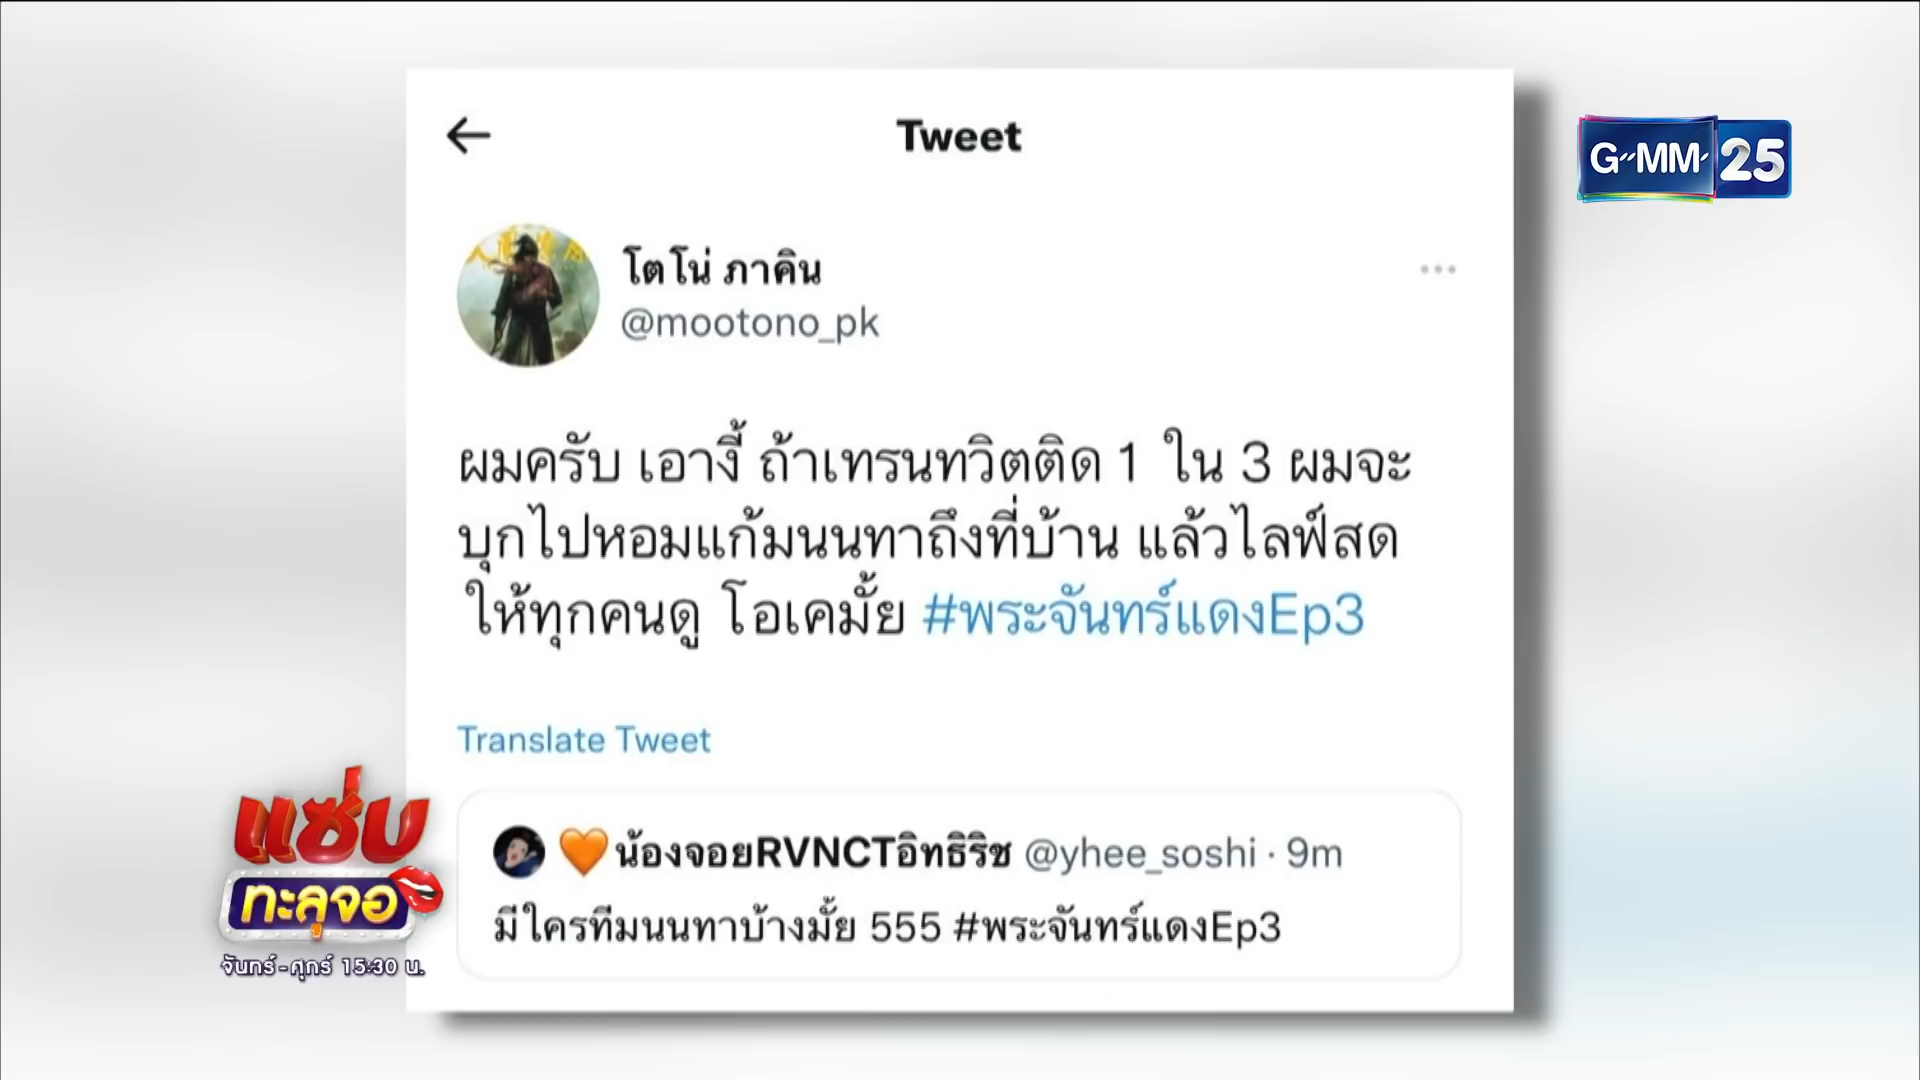 Tweet
G-MM 25
โตโน่ ภาคิน
@mootono_pk
ผมครับ เอางี้ ถ้าเทรนทวิตติด 1 ใน 3 ผมจะ
บุกไปหอมแก้มนนทาถึงที่บ้าน แล้วไลฟ์สด
ให้ทุกคนดู โอเคมั้ย #พระจันทร์แดงEp3
Translate Tweet
🧡น้องจอยRVNCTอิทธิริช @yhee_soshi · 9m
มีใครทีมนนทาบ้างมั้ย 555 #พระจันทร์แดงEp3
แซ่บ
ทะลุจอ
จันทร์-ศุกร์ 15:30 น.